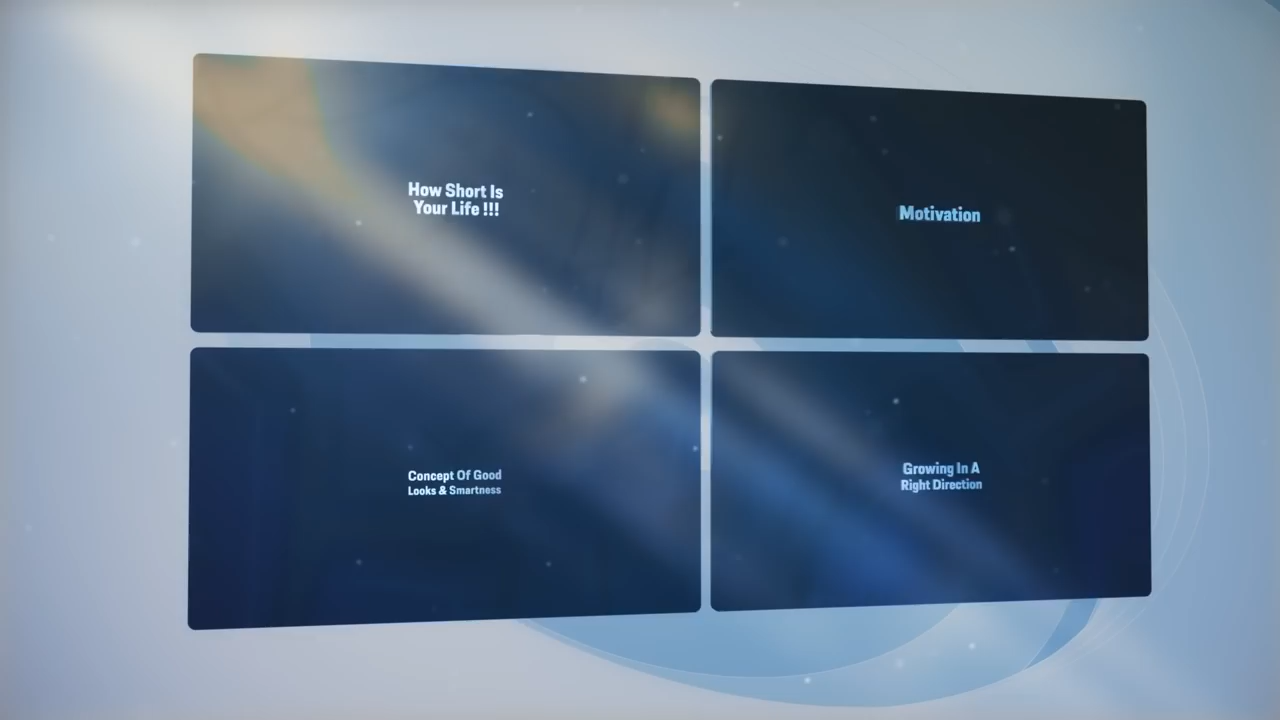 How Short Is
Your Life !!!
Motivation
Concept Of Good
Looks & Smartness
Growing In A
Right Direction